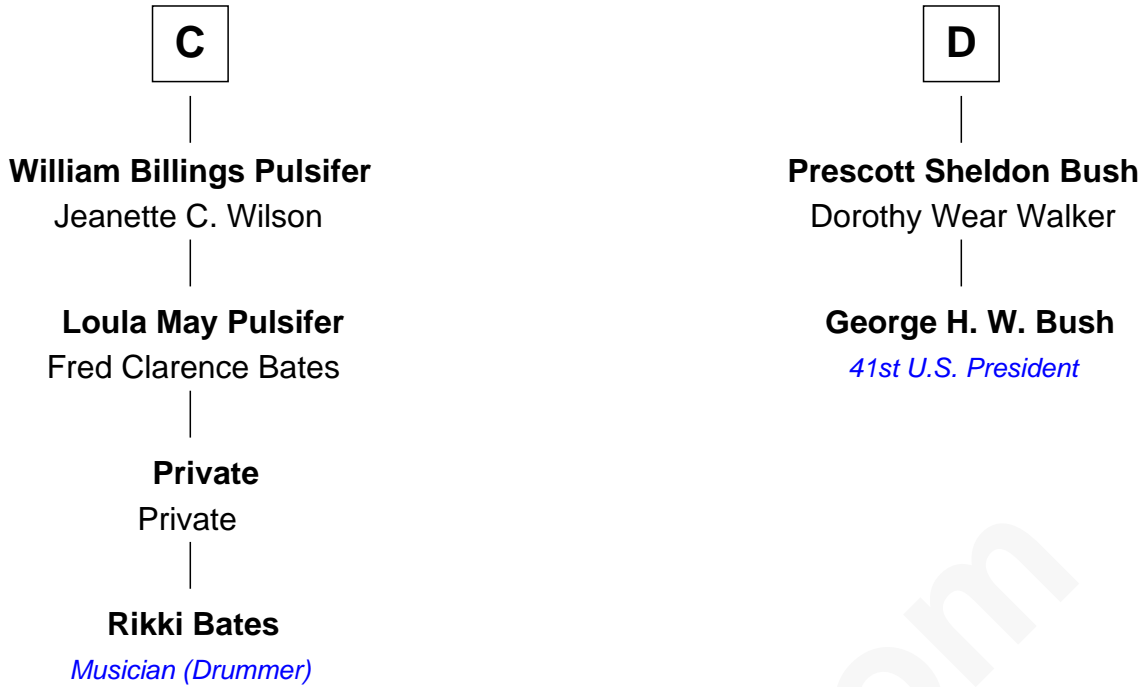 C
William Billings Pulsifer
Jeanette C. Wilson
Loula May Pulsifer
Fred Clarence Bates
Private
Private
Rikki Bates
Musician (Drummer)
D
Prescott Sheldon Bush
Dorothy Wear Walker
George H. W. Bush
41st U.S. President
om